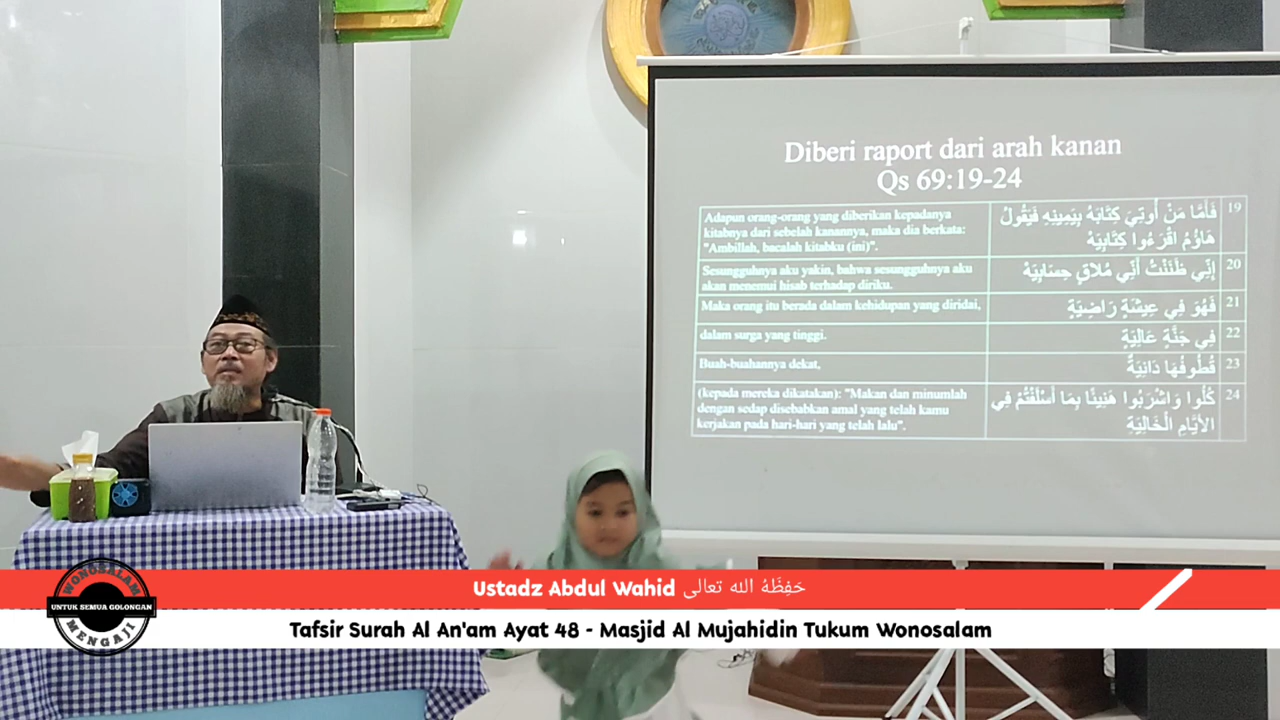 Diberi raport dari arah kanan
Qs 69:19-24
Adapun orang-orang yang diberikan kepadanya
kitabnya dari sebelah kanannya, maka dia berkata:
"Ambillah, bacalah kitabku (ini)".
فَأَمَّا مَنْ أُوتِيَ كِتَابَهُ بِيَمِينِهِ فَيَقُولُ
هَاؤُمُ اقْرَءُوا كِتَابِيَهْ
19
Sesungguhnya aku yakin, bahwa sesungguhnya aku
akan menemui hisab terhadap diriku.
إِنِّي ظَنَنْتُ أَنِّي مُلَاقٍ حِسَابِيَهْ
20
Maka orang itu berada dalam kehidupan yang diridai,
فَهُوَ فِي عِيشَةٍ رَاضِيَةٍ
21
dalam surga yang tinggi.
فِي جَنَّةٍ عَالِيَةٍ
22
Buah-buahannya dekat,
قُطُوفُهَا دَانِيَةٌ
23
(kepada mereka dikatakan): "Makan dan minumlah
dengan sedap disebabkan amal yang telah kamu
kerjakan pada hari-hari yang telah lalu".
كُلُوا وَاشْرَبُوا هَنِيئًا بِمَا أَسْلَفْتُمْ فِي
الأَيَّامِ الْخَالِيَةِ
24
Ustadz Abdul Wahid حَفِظَهُ الله تعالى
Tafsir Surah Al An'am Ayat 48 - Masjid Al Mujahidin Tukum Wonosalam
WONOSALAM
UNTUK SEMUA GOLONGAN
MENGAJI